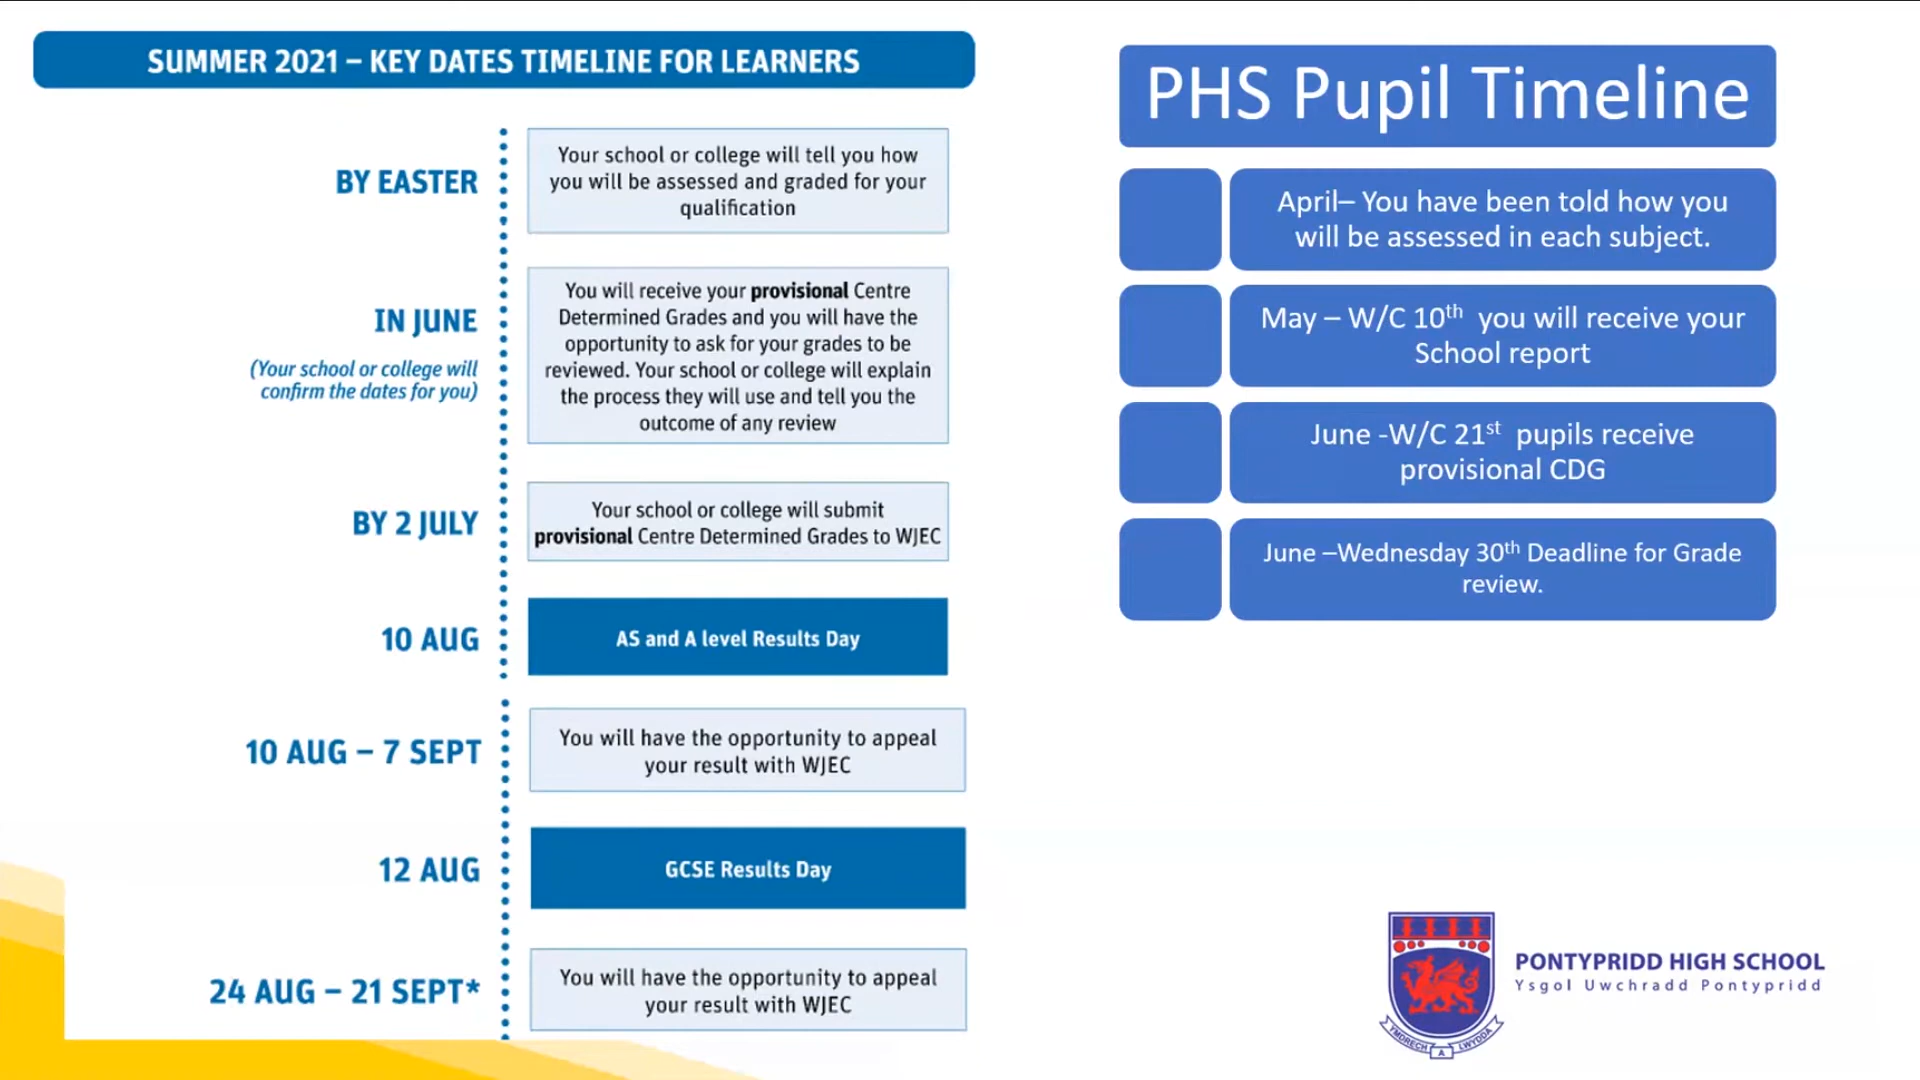 SUMMER 2021 – KEY DATES TIMELINE FOR LEARNERS
BY EASTER
Your school or college will tell you how
you will be assessed and graded for your
qualification
IN JUNE
(Your school or college will
confirm the dates for you)
You will receive your provisional Centre
Determined Grades and you will have the
opportunity to ask for your grades to be
reviewed. Your school or college will explain
the process they will use and tell you the
outcome of any review
BY 2 JULY
Your school or college will submit
provisional Centre Determined Grades to WJEC
10 AUG
AS and A level Results Day
10 AUG – 7 SEPT
You will have the opportunity to appeal
your result with WJEC
12 AUG
GCSE Results Day
24 AUG – 21 SEPT*
You will have the opportunity to appeal
your result with WJEC
PHS Pupil Timeline
April– You have been told how you
will be assessed in each subject.
May – W/C 10th you will receive your
School report
June -W/C 21st pupils receive
provisional CDG
June –Wednesday 30th Deadline for Grade
review.
YMDRECH A LWYDDA
PONTYPRIDD HIGH SCHOOL
Ysgol Uwchradd Pontypridd